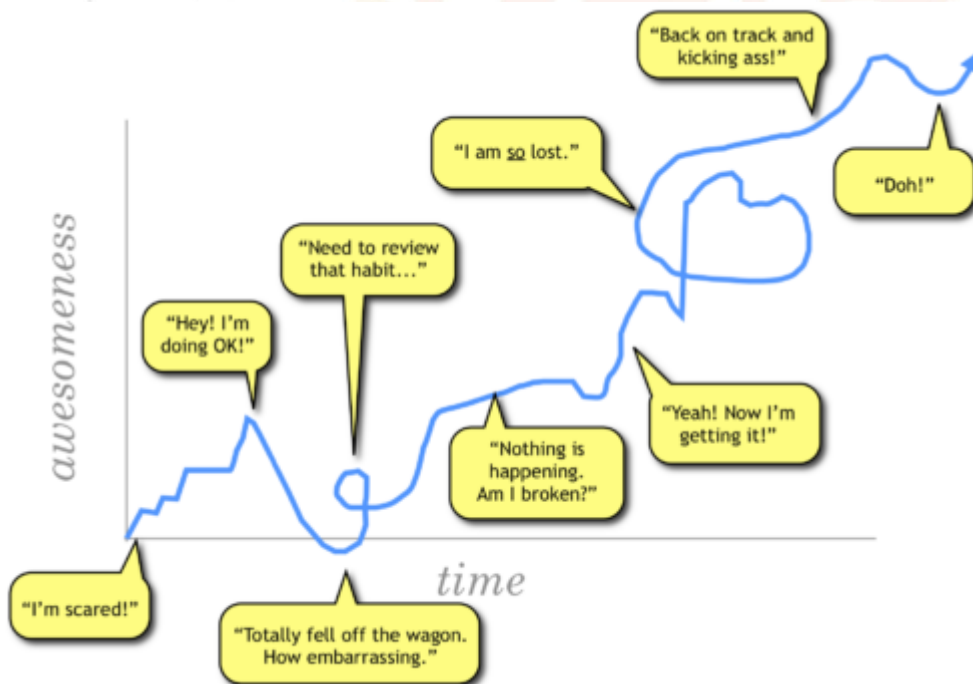 “Back on track and
kicking ass!”
“I am so lost.”
“Doh!”
“Need to review
that habit...”
“Hey! I’m
doing OK!”
awesomeness
“Yeah! Now I’m
getting it!”
“Nothing is
happening.
Am I broken?”
time
“I’m scared!”
“Totally fell off the wagon.
How embarrassing.”